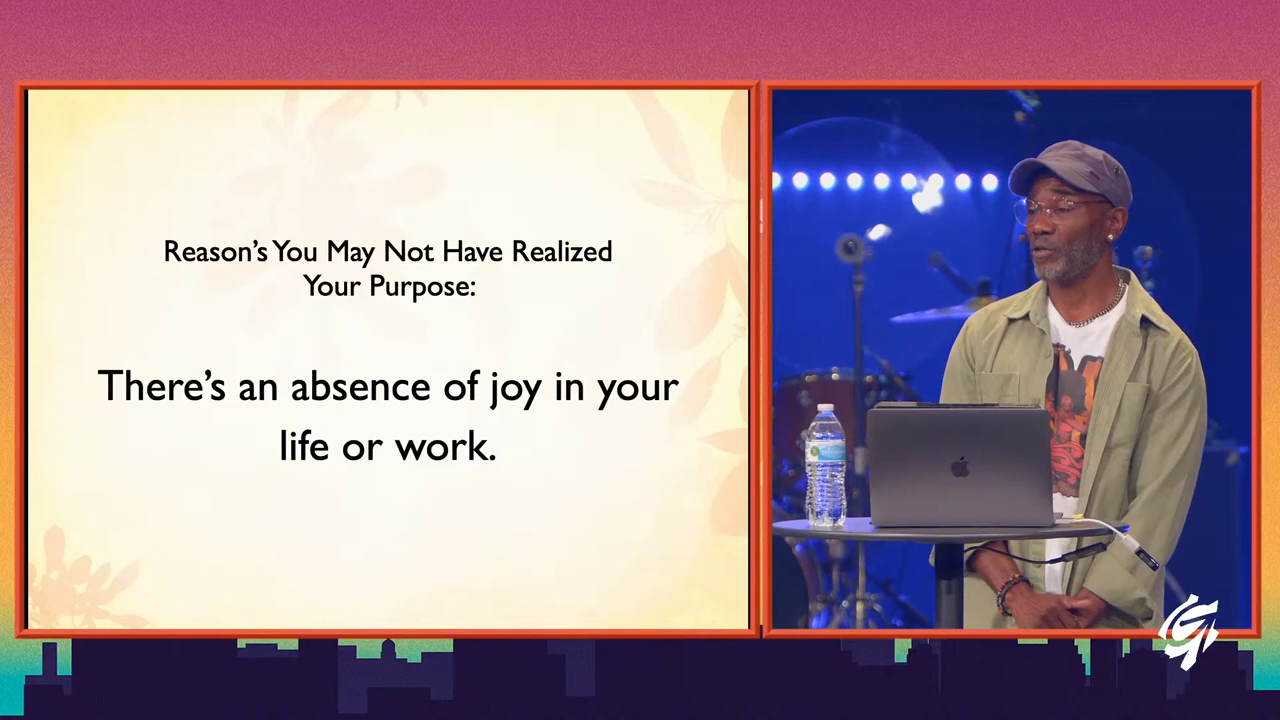 Reason's You May Not Have Realized
Your Purpose:
There's an absence of joy in your
life or work.